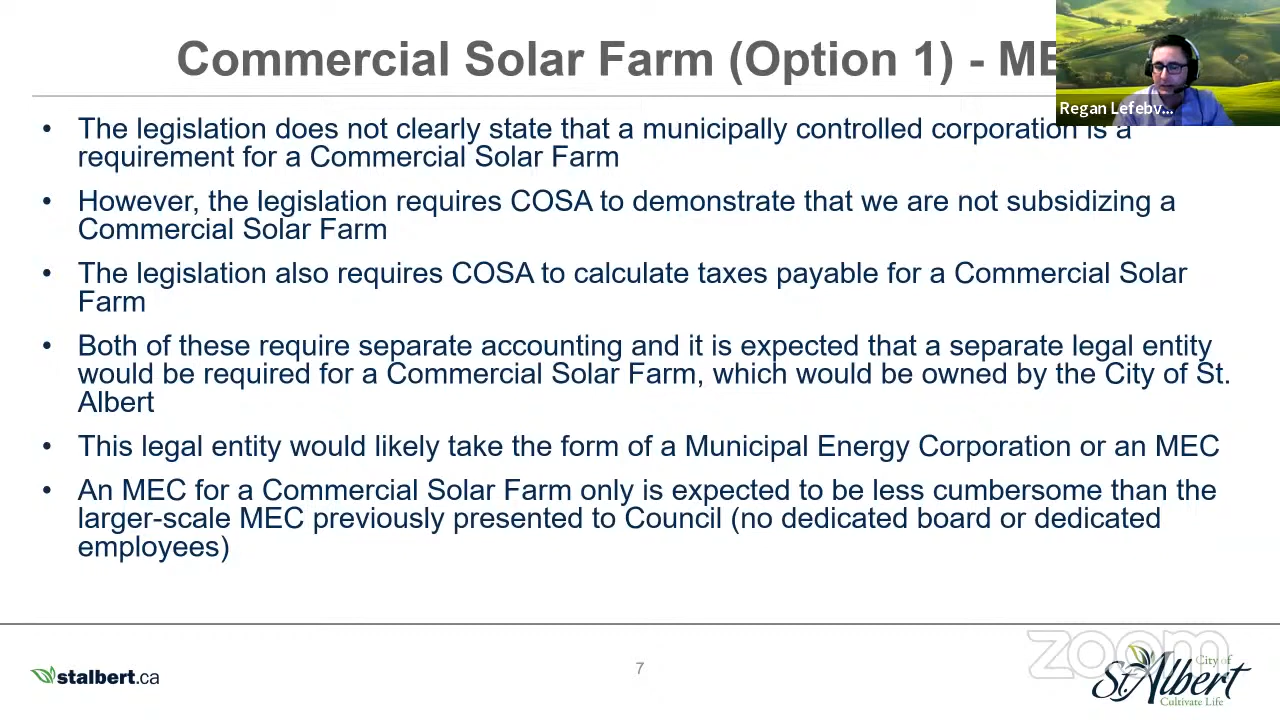 Commercial Solar Farm (Option 1) - ME
Regan Lefebv...
• The legislation does not clearly state that a municipally controlled corporation is a
requirement for a Commercial Solar Farm
• However, the legislation requires COSA to demonstrate that we are not subsidizing a
Commercial Solar Farm
• The legislation also requires COSA to calculate taxes payable for a Commercial Solar
Farm
• Both of these require separate accounting and it is expected that a separate legal entity
would be required for a Commercial Solar Farm, which would be owned by the City of St.
Albert
• This legal entity would likely take the form of a Municipal Energy Corporation or an MEC
• An MEC for a Commercial Solar Farm only is expected to be less cumbersome than the
larger-scale MEC previously presented to Council (no dedicated board or dedicated
employees)
stalbert.ca
7
zoom
City of
St. Albert
Cultivate Life